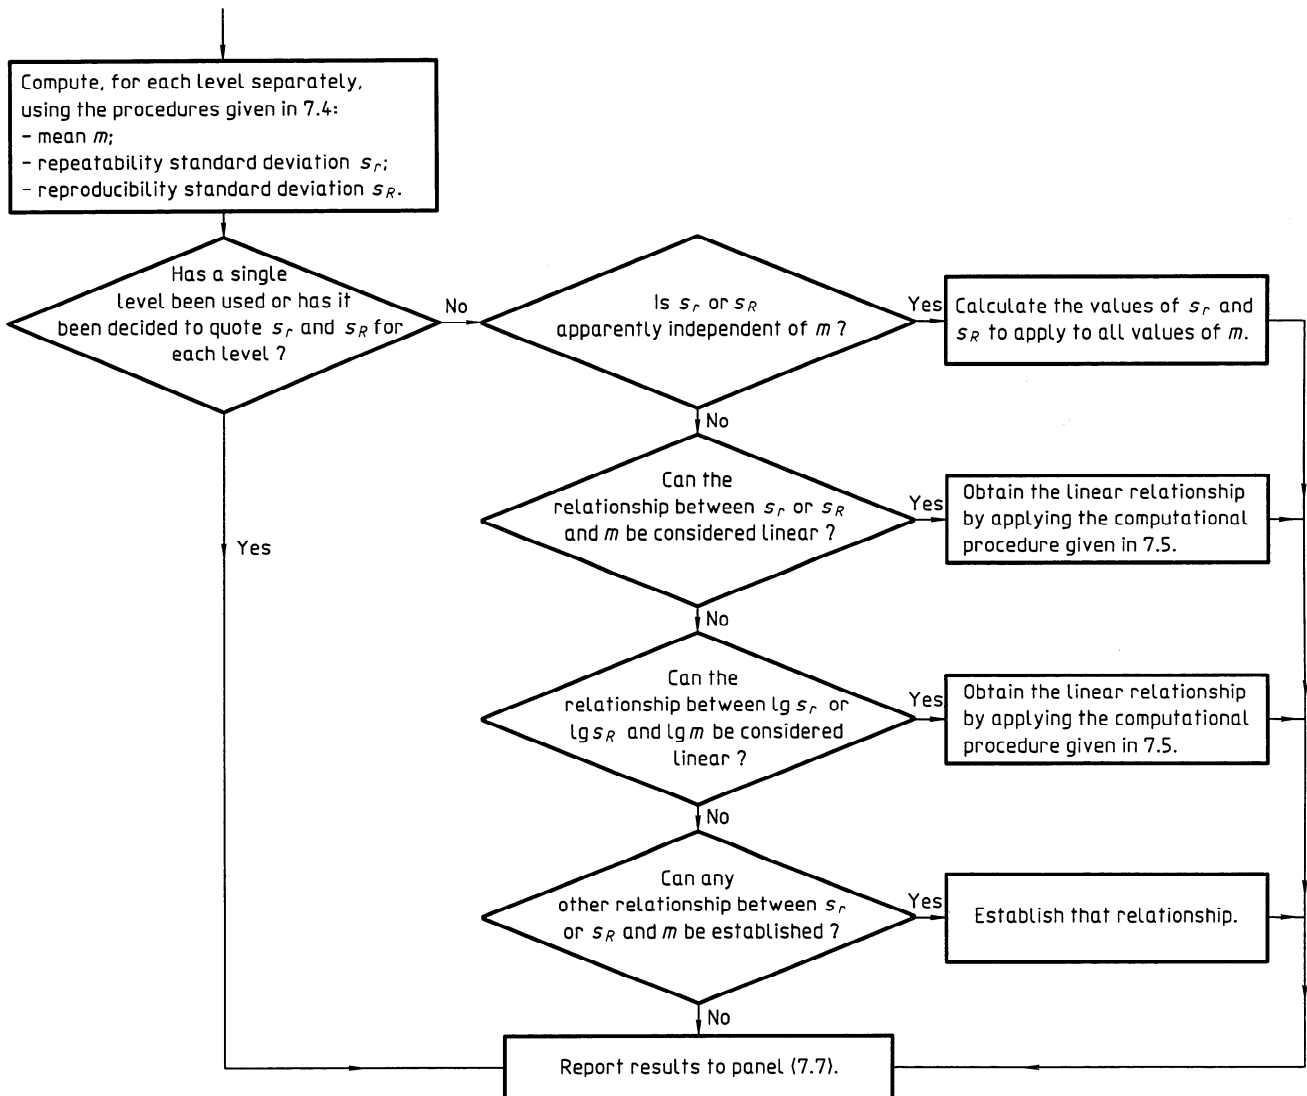 Compute, for each level separately,
using the procedures given in 7.4:
- mean m;
- repeatability standard deviation sr;
- reproducibility standard deviation sR.
Has a single
level been used or has it
been decided to quote sr and sR for
each level ?
No
Is sr or sR
apparently independent of m ?
Yes
Calculate the values of sr and
sR to apply to all values of m.
No
Can the
relationship between sr or sR
and m be considered linear ?
Yes
Obtain the linear relationship
by applying the computational
procedure given in 7.5.
Yes
No
Can the
relationship between lg sr or
lg sR and lg m be considered
linear ?
Yes
Obtain the linear relationship
by applying the computational
procedure given in 7.5.
No
Can any
other relationship between sr
or sR and m be established ?
Yes
Establish that relationship.
No
Report results to panel (7.7).